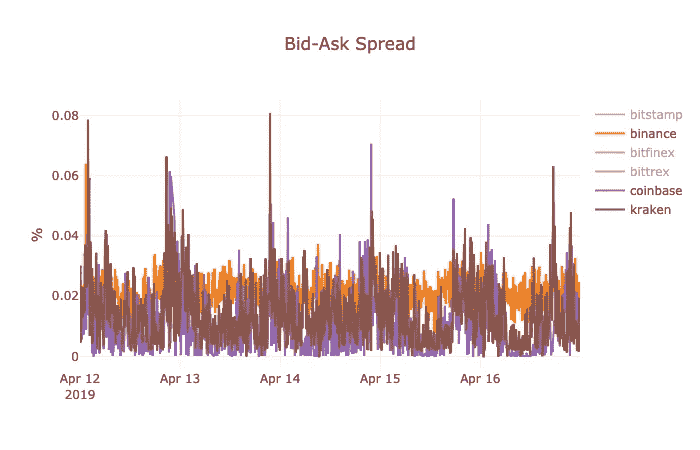 Bid-Ask Spread
0.08
0.06
0.04
0.02
0
%
Apr 12
2019
Apr 13
Apr 14
Apr 15
Apr 16
bitstamp
binance
bitfinex
bittrex
coinbase
kraken